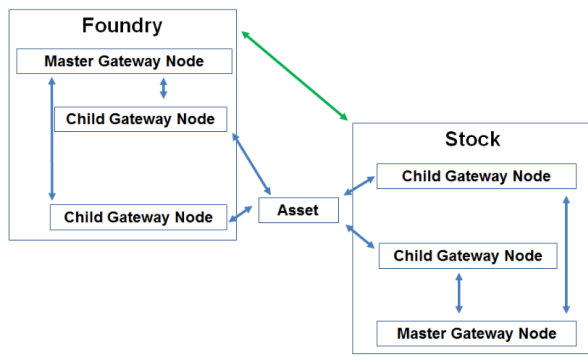 Foundry
Master Gateway Node
Child Gateway Node
Child Gateway Node
Asset
Stock
Child Gateway Node
Child Gateway Node
Master Gateway Node